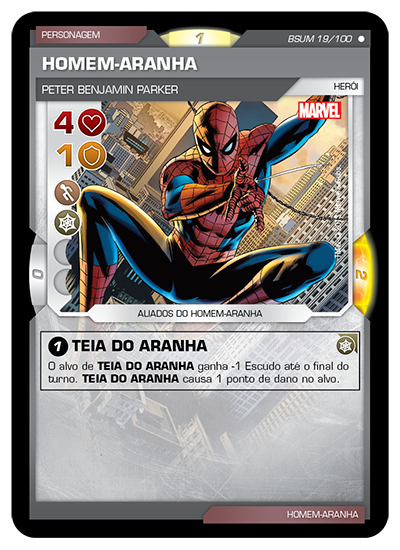 PERSONAGEM
1
BSUM 19/100
HOMEM-ARANHA
PETER BENJAMIN PARKER
HERÓI
4
MARVEL
1
0
2
ALIADOS DO HOMEM-ARANHA
1 TEIA DO ARANHA
O alvo de TEIA DO ARANHA ganha -1 Escudo até o final do
turno. TEIA DO ARANHA causa 1 ponto de dano no alvo.
HOMEM-ARANHA